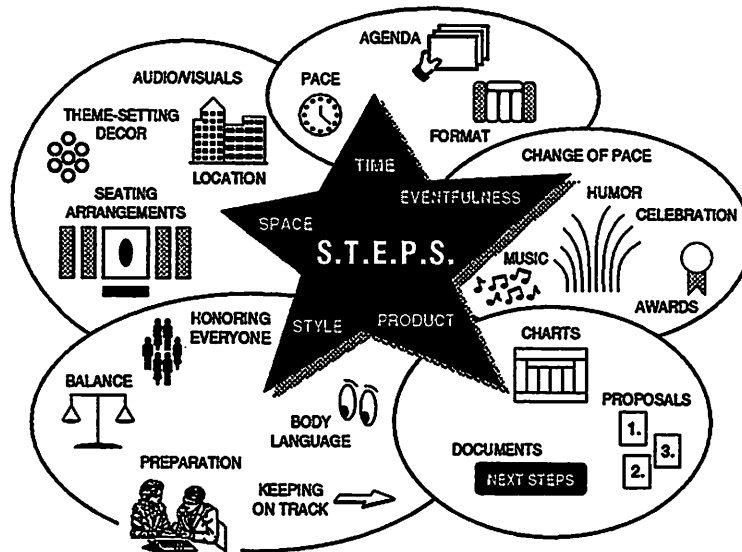 AGENDA
PACE
FORMAT
AUDIO/VISUALS
THEME-SETTING
DECOR
LOCATION
SEATING
ARRANGEMENTS
CHANGE OF PACE
HUMOR
CELEBRATION
MUSIC
AWARDS
TIME
EVENTFULNESS
SPACE
S.T.E.P.S.
STYLE
PRODUCT
HONORING
EVERYONE
BALANCE
BODY
LANGUAGE
PREPARATION
KEEPING
ON TRACK
CHARTS
PROPOSALS
1.
3.
2.
DOCUMENTS
NEXT STEPS